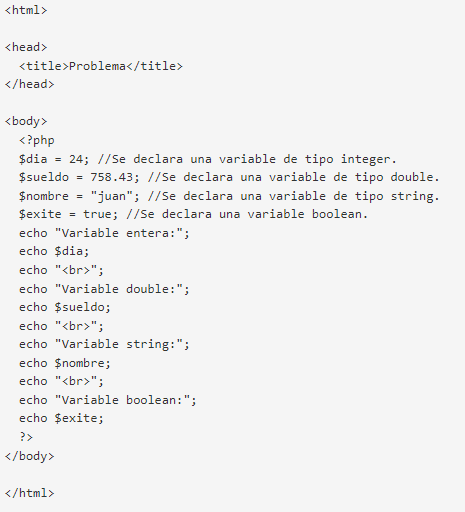 <html>

<head>
  <title>Problema</title>
</head>

<body>
  <?php
  $dia = 24; //Se declara una variable de tipo integer.
  $sueldo = 758.43; //Se declara una variable de tipo double.
  $nombre = "juan"; //Se declara una variable de tipo string.
  $exite = true; //Se declara una variable boolean.
  echo "Variable entera:";
  echo $dia;
  echo "<br>";
  echo "Variable double:";
  echo $sueldo;
  echo "<br>";
  echo "Variable string:";
  echo $nombre;
  echo "<br>";
  echo "Variable boolean:";
  echo $exite;
  ?>
</body>

</html>